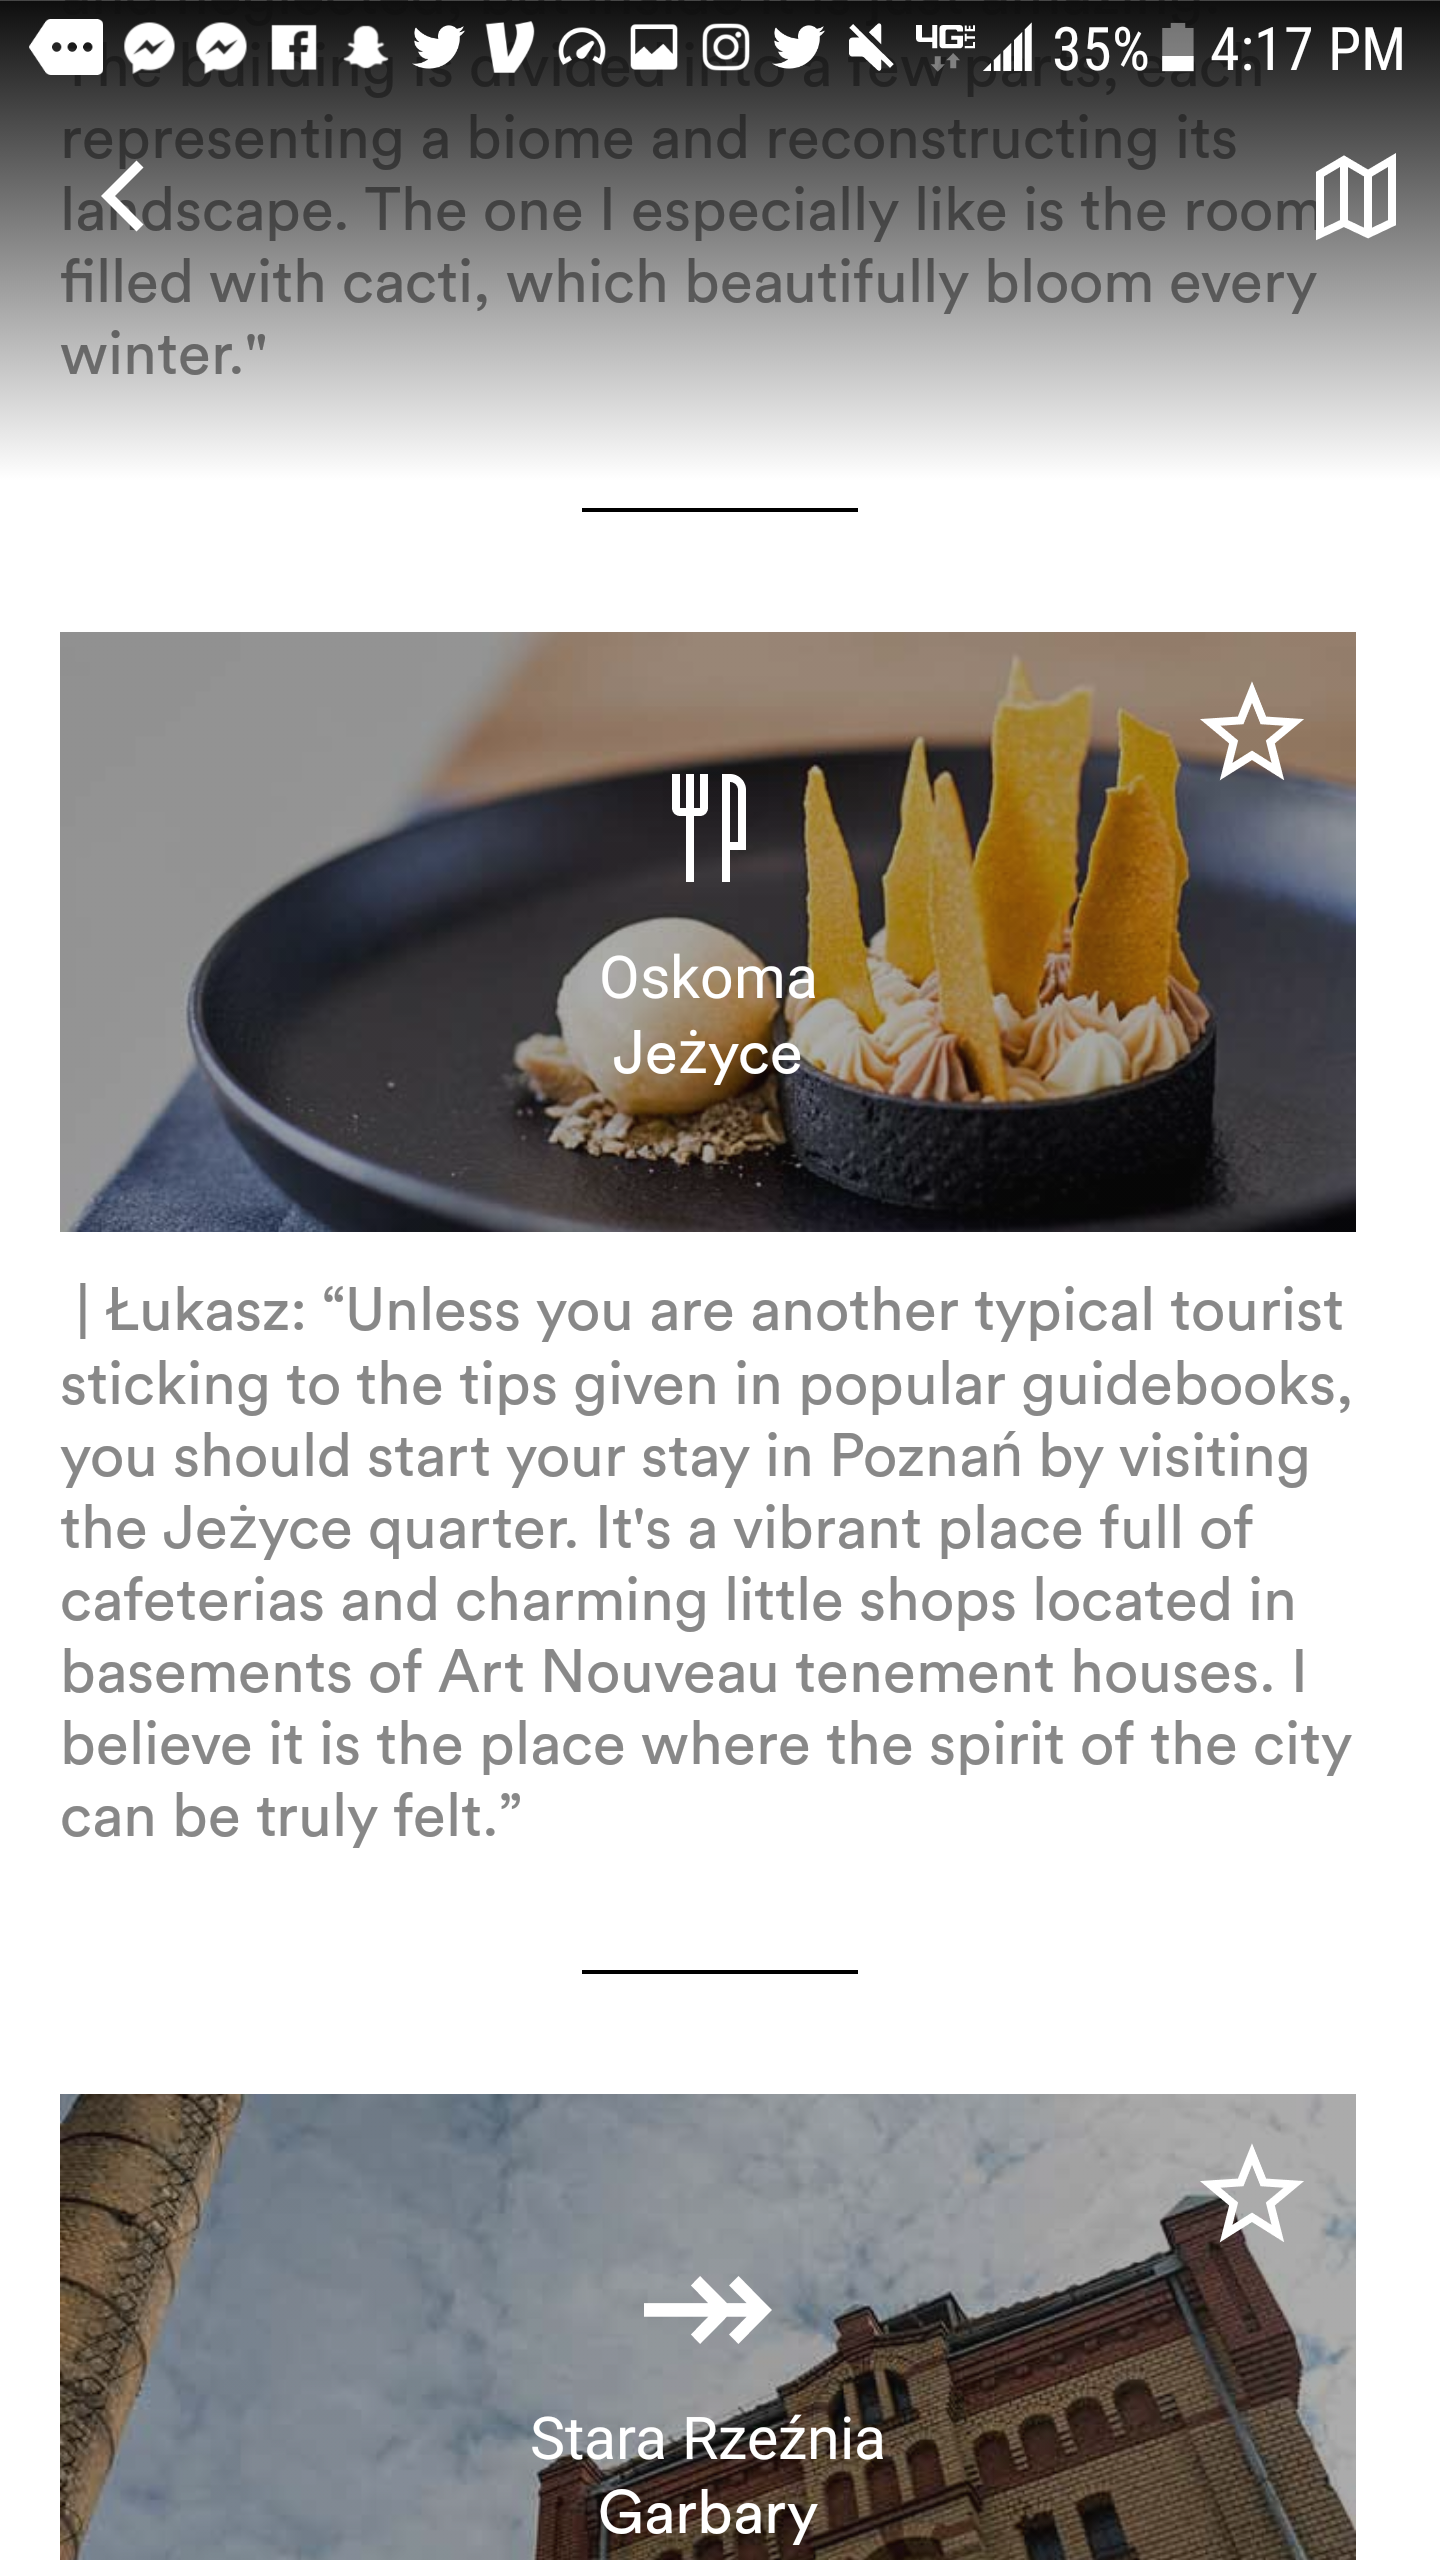 35% 4:17 PM
The building is divided into a few parts, each
representing a biome and reconstructing its
landscape. The one I especially like is the room
filled with cacti, which beautifully bloom every
winter."
Oskoma
Jeżyce
| Łukasz: “Unless you are another typical tourist
sticking to the tips given in popular guidebooks,
you should start your stay in Poznań by visiting
the Jeżyce quarter. It's a vibrant place full of
cafeterias and charming little shops located in
basements of Art Nouveau tenement houses. I
believe it is the place where the spirit of the city
can be truly felt.”
Stara Rzeźnia
Garbary